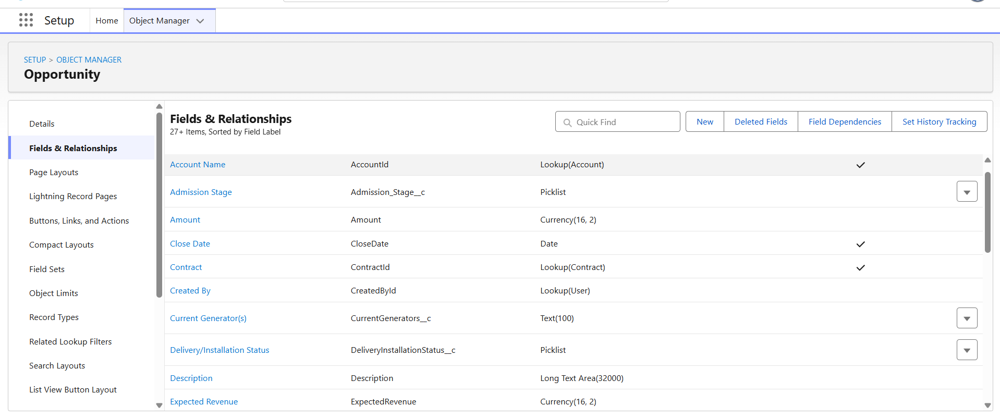 Setup Home Object Manager
SETUP > OBJECT MANAGER
Opportunity
Details
Fields & Relationships
Page Layouts
Lightning Record Pages
Buttons, Links, and Actions
Compact Layouts
Field Sets
Object Limits
Record Types
Related Lookup Filters
Search Layouts
List View Button Layout
Fields & Relationships
27+ Items, Sorted by Field Label
Quick Find New Deleted Fields Field Dependencies Set History Tracking
Account Name AccountId Lookup(Account)
Admission Stage Admission_Stage__c Picklist
Amount Amount Currency(16, 2)
Close Date CloseDate Date
Contract ContractId Lookup(Contract)
Created By CreatedById Lookup(User)
Current Generator(s) CurrentGenerators__c Text(100)
Delivery/Installation Status DeliveryInstallationStatus__c Picklist
Description Description Long Text Area(32000)
Expected Revenue ExpectedRevenue Currency(16, 2)